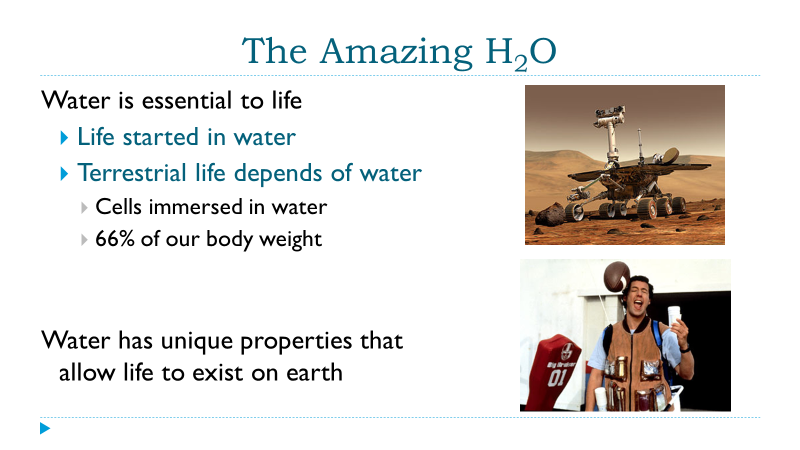 The Amazing H₂O
Water is essential to life
Life started in water
Terrestrial life depends of water
Cells immersed in water
66% of our body weight
Water has unique properties that
allow life to exist on earth
01